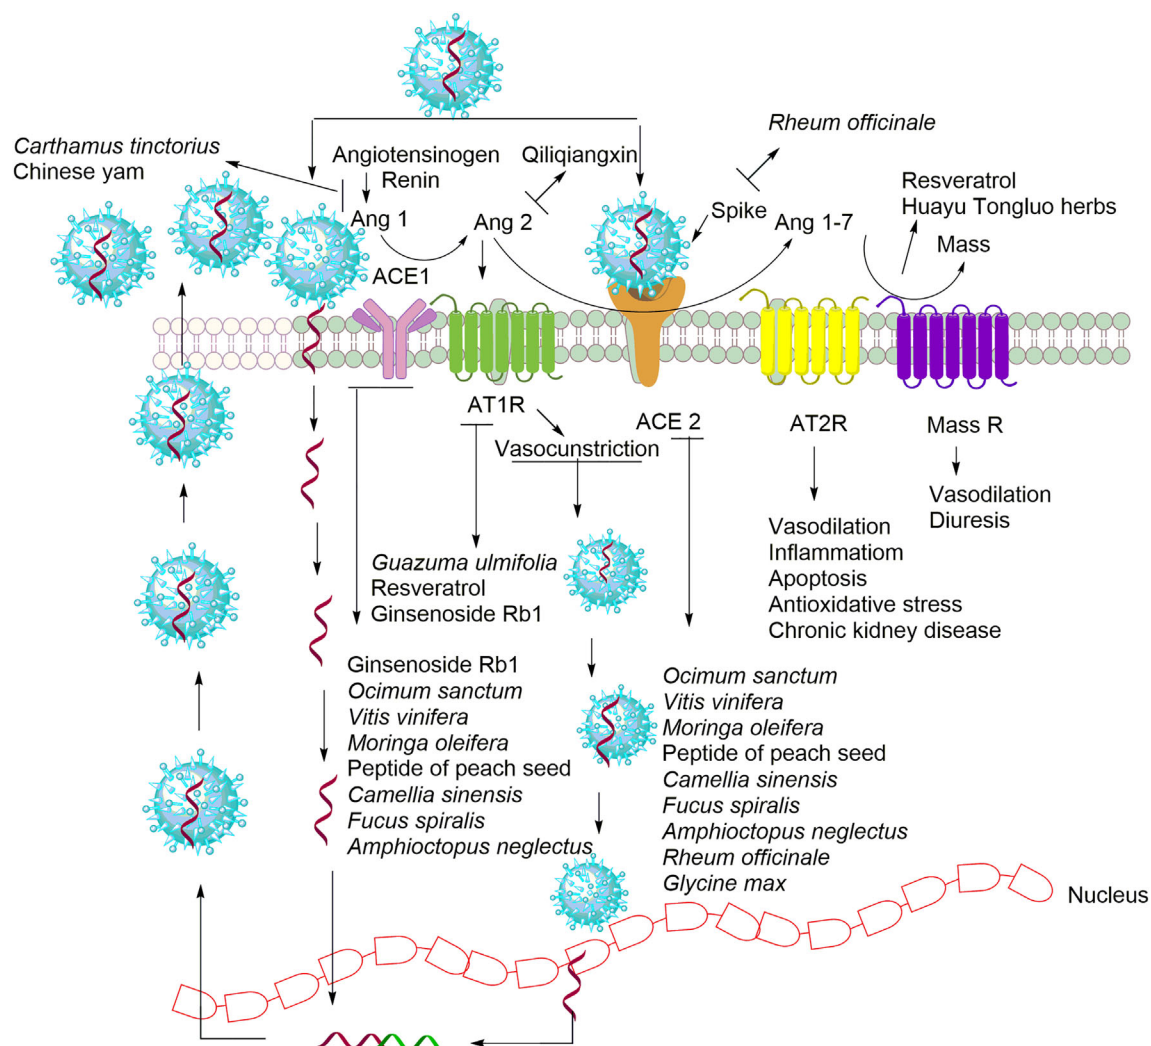 Carthamus tinctorius
Chinese yam
Angiotensinogen
Renin
Qiliqiangxin
Rheum officinale
Resveratrol
Huayu Tongluo herbs
Ang 1
Ang 2
Spike
Ang 1-7
Mass
ACE1
AT1R
Vasocunstriction
ACE 2
AT2R
Mass R
Vasodilation
Diuresis
Vasodilation
Inflammatiom
Apoptosis
Antioxidative stress
Chronic kidney disease
Guazuma ulmifolia
Resveratrol
Ginsenoside Rb1
Ginsenoside Rb1
Ocimum sanctum
Vitis vinifera
Moringa oleifera
Peptide of peach seed
Camellia sinensis
Fucus spiralis
Amphioctopus neglectus
Ocimum sanctum
Vitis vinifera
Moringa oleifera
Peptide of peach seed
Camellia sinensis
Fucus spiralis
Amphioctopus neglectus
Rheum officinale
Glycine max
Nucleus